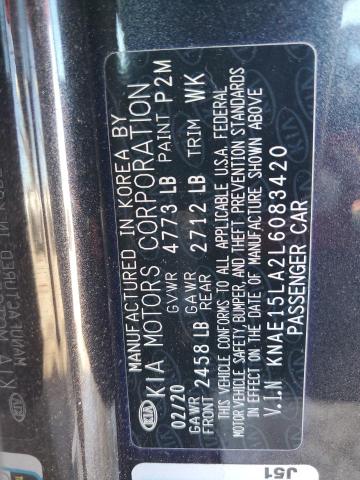 MANUFACTURED IN KOREA BY
KIA KIA MOTORS CORPORATION
02/20 GVWR 4773 LB PAINT P2M
GAWR GAWR
FRONT 2458 LB REAR 2712 LB TRIM WK
THIS VEHICLE CONFORMS TO ALL APPLICABLE U.S.A. FEDERAL
MOTOR VEHICLE SAFETY, BUMPER, AND THEFT PREVENTION STANDARDS
IN EFFECT ON THE DATE OF MANUFACTURE SHOWN ABOVE
V.I.N KNAE15LA2L6083420
PASSENGER CAR
J51